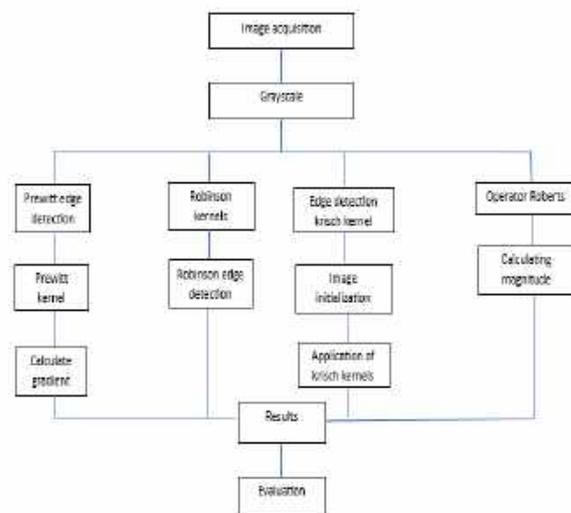 Image acquisition
Grayscale
Prewitt edge
detection
Prewitt
kernel
Calculate
gradient
Robinson
kernels
Robinson edge
detection
Edge detection
krisch kernel
Image
initialization
Application of
krisch kernels
Operator Roberts
Calculating
mognitude
Results
Evaluation